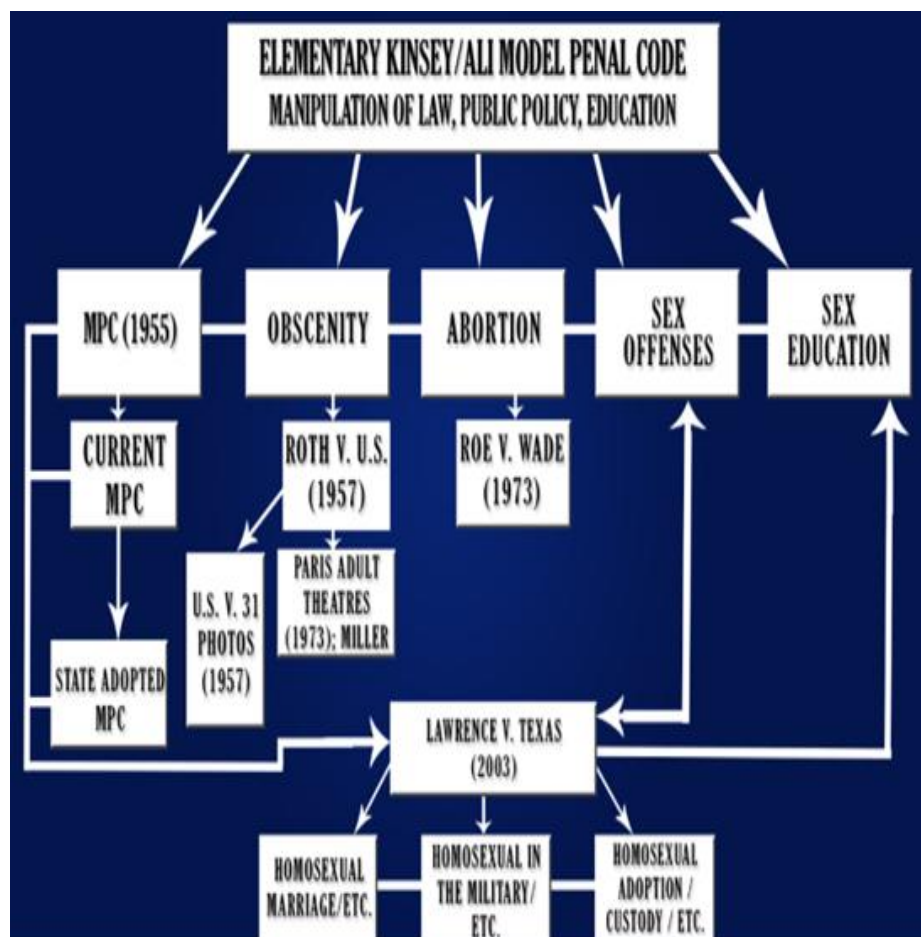 ELEMENTARY KINSEY/ALI MODEL PENAL CODE
MANIPULATION OF LAW, PUBLIC POLICY, EDUCATION
MPC (1955)
OBSCENITY
ABORTION
SEX
OFFENSES
SEX
EDUCATION
CURRENT
MPC
ROTH V. U.S.
(1957)
ROE V. WADE
(1973)
U.S. V. 31
PHOTOS
(1957)
PARIS ADULT
THEATRES
(1973); MILLER
STATE ADOPTED
MPC
LAWRENCE V. TEXAS
(2003)
HOMOSEXUAL
MARRIAGE/ETC.
HOMOSEXUAL IN
THE MILITARY/
ETC.
HOMOSEXUAL
ADOPTION /
CUSTODY / ETC.